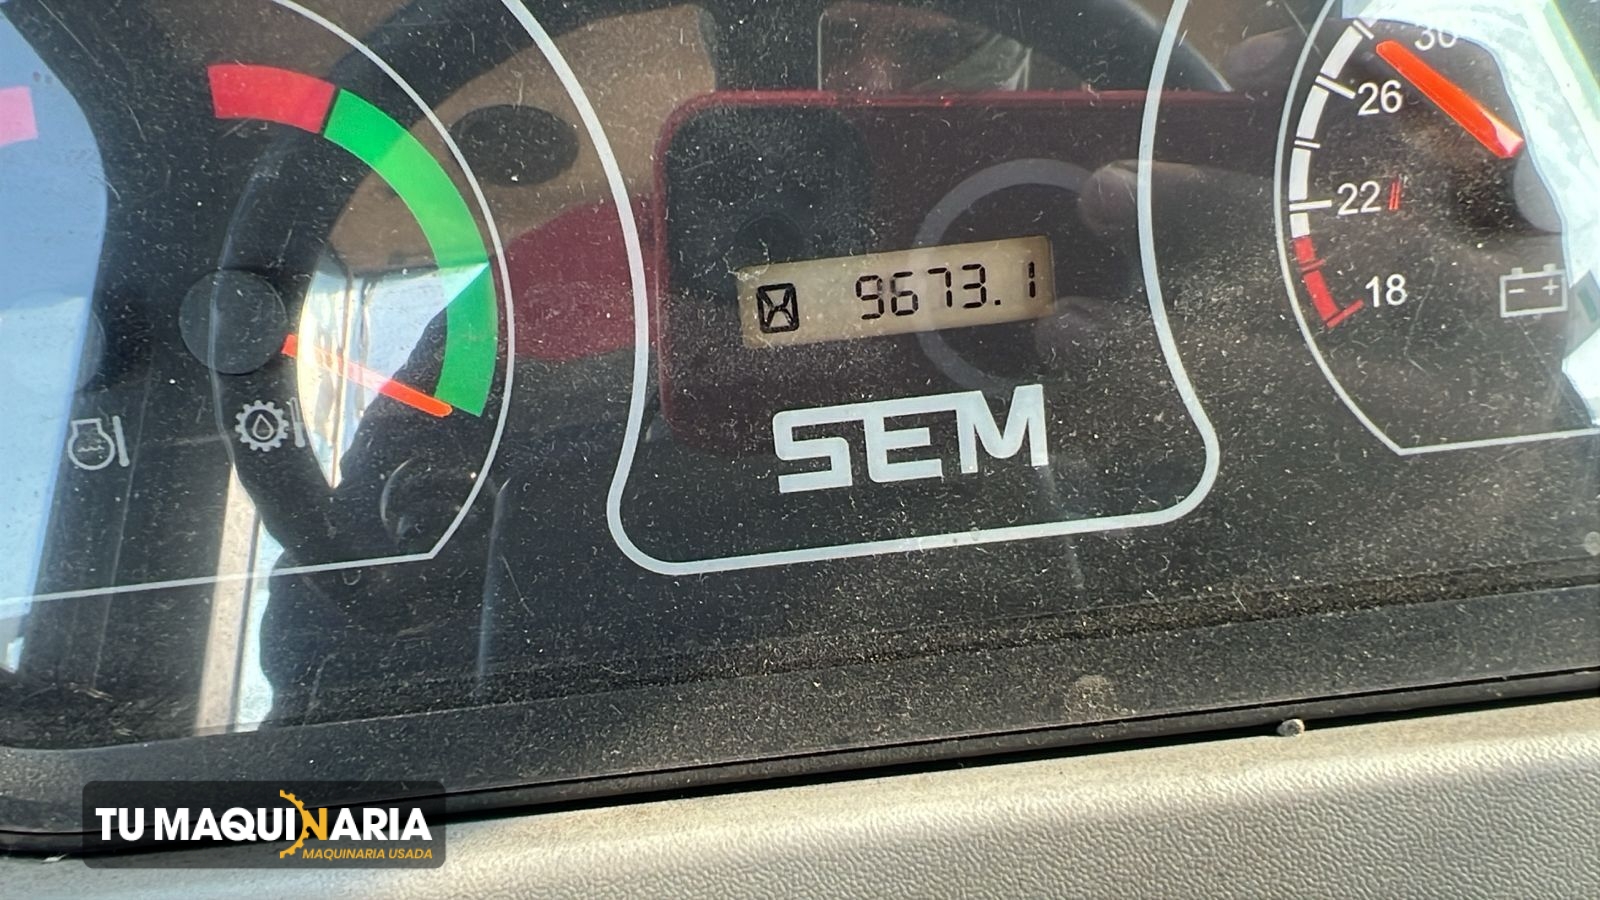 30
26
22
18
- +
9673.1
SEM
TU MAQUINARIA
MAQUINARIA USADA